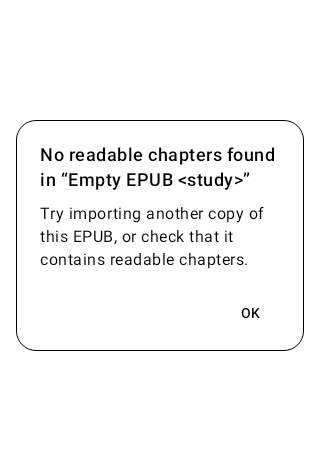 No readable chapters found
in “Empty EPUB <study>”
Try importing another copy of
this EPUB, or check that it
contains readable chapters.
OK